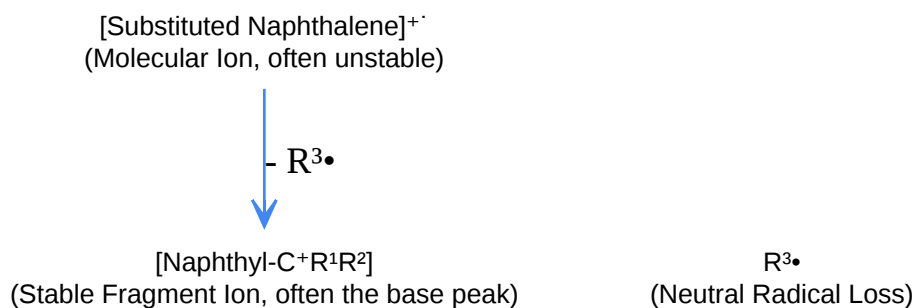 [Substituted Naphthalene]⁺˙
(Molecular Ion, often unstable)
- R³•
[Naphthyl-C⁺R¹R²]
(Stable Fragment Ion, often the base peak)
R³•
(Neutral Radical Loss)